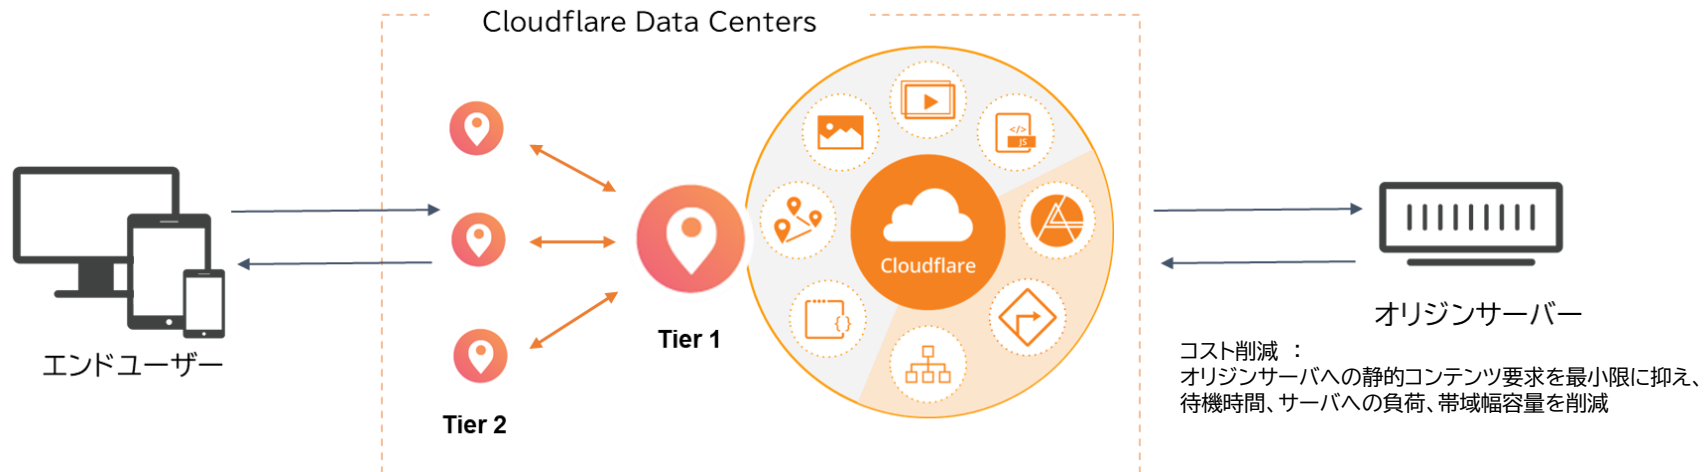 Cloudflare Data Centers
</>
JS
{}
Cloudflare
Tier 1
Tier 2
エンドユーザー
オリジンサーバー
コスト削減 ：
オリジンサーバへの静的コンテンツ要求を最小限に抑え、
待機時間、サーバへの負荷、帯域幅容量を削減